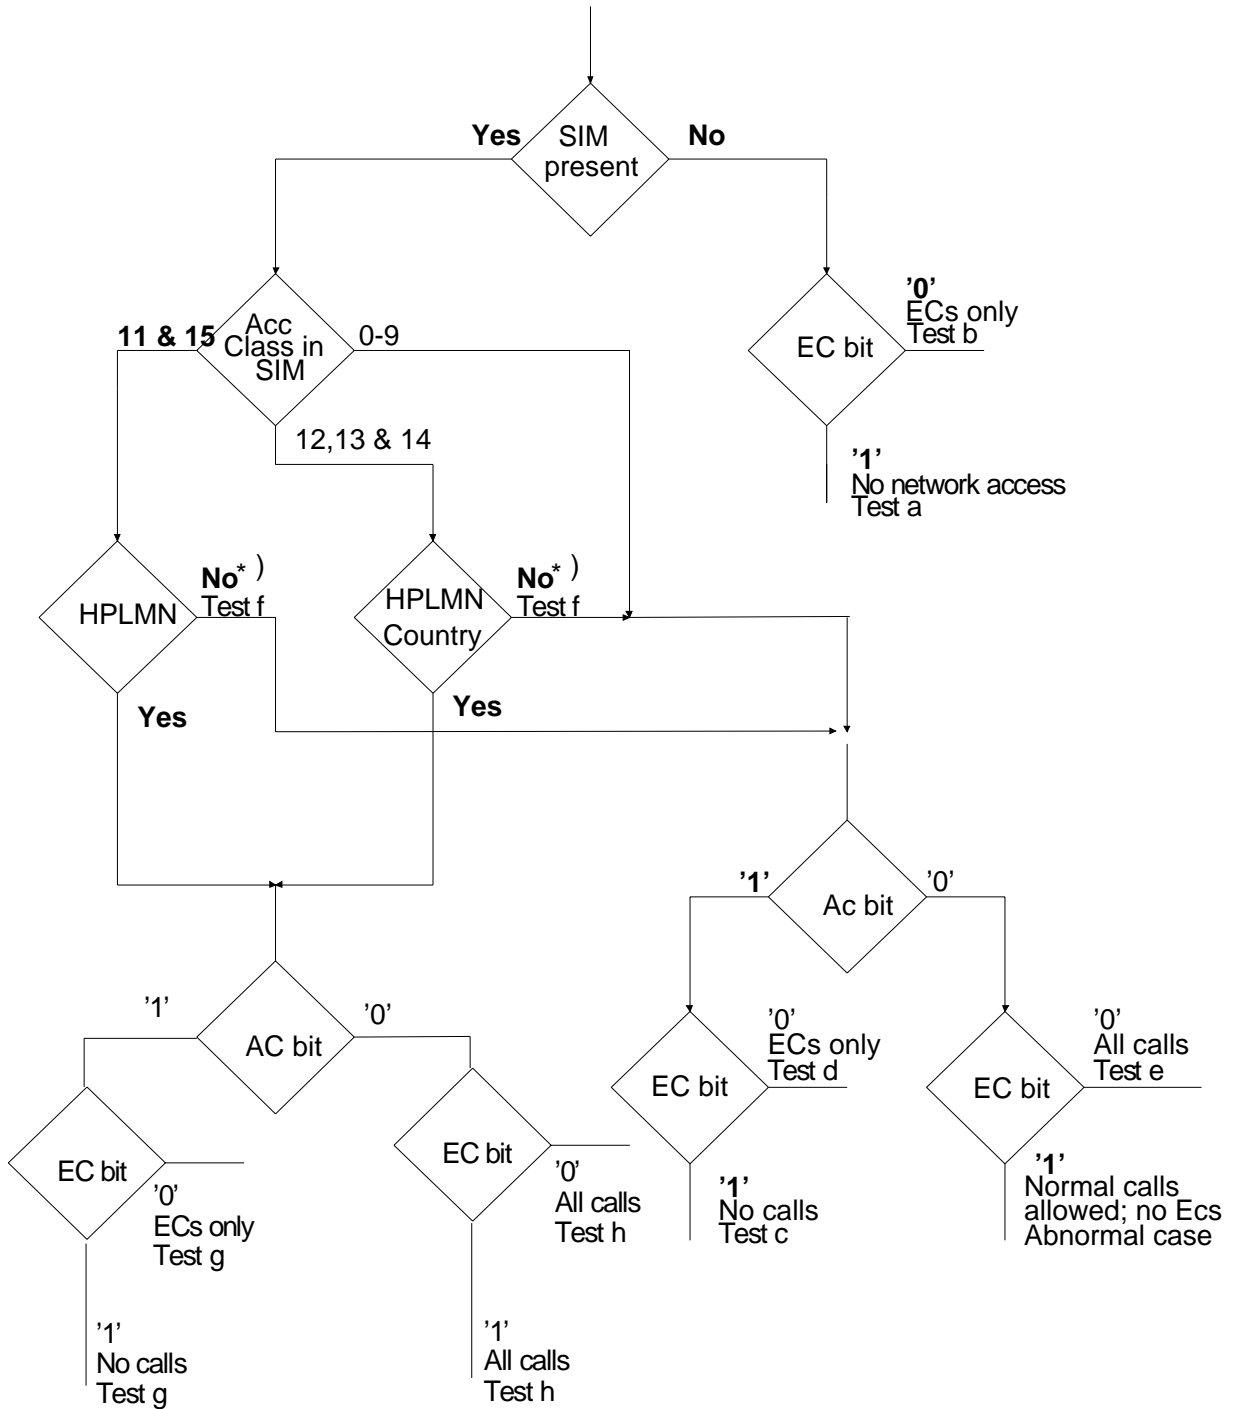 Yes
SIM
present
No
Acc
Class in
SIM
11 & 15
0-9
12,13 & 14
EC bit
’0’
ECs only
Test b
’1’
No network access
Test a
HPLMN
No* )
Test f
HPLMN
Country
No* )
Test f
Yes
Yes
’1’
Ac bit
’0’
’1’
AC bit
’0’
EC bit
’0’
ECs only
Test d
EC bit
’0’
All calls
Test e
EC bit
’0’
ECs only
Test g
EC bit
’0’
All calls
Test h
’1’
No calls
Test c
’1’
Normal calls
allowed; no Ecs
Abnormal case
’1’
No calls
Test g
’1’
All calls
Test h